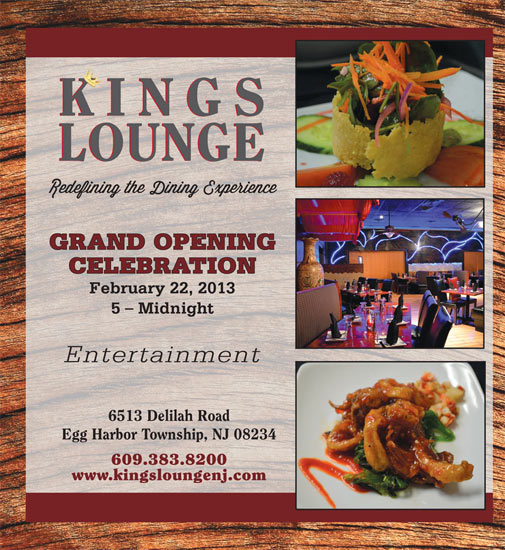 KINGS
LOUNGE
Redefining the Dining Experience
GRAND OPENING
CELEBRATION
February 22, 2013
5 – Midnight
Entertainment
6513 Delilah Road
Egg Harbor Township, NJ 08234
609.383.8200
www.kingsloungenj.com